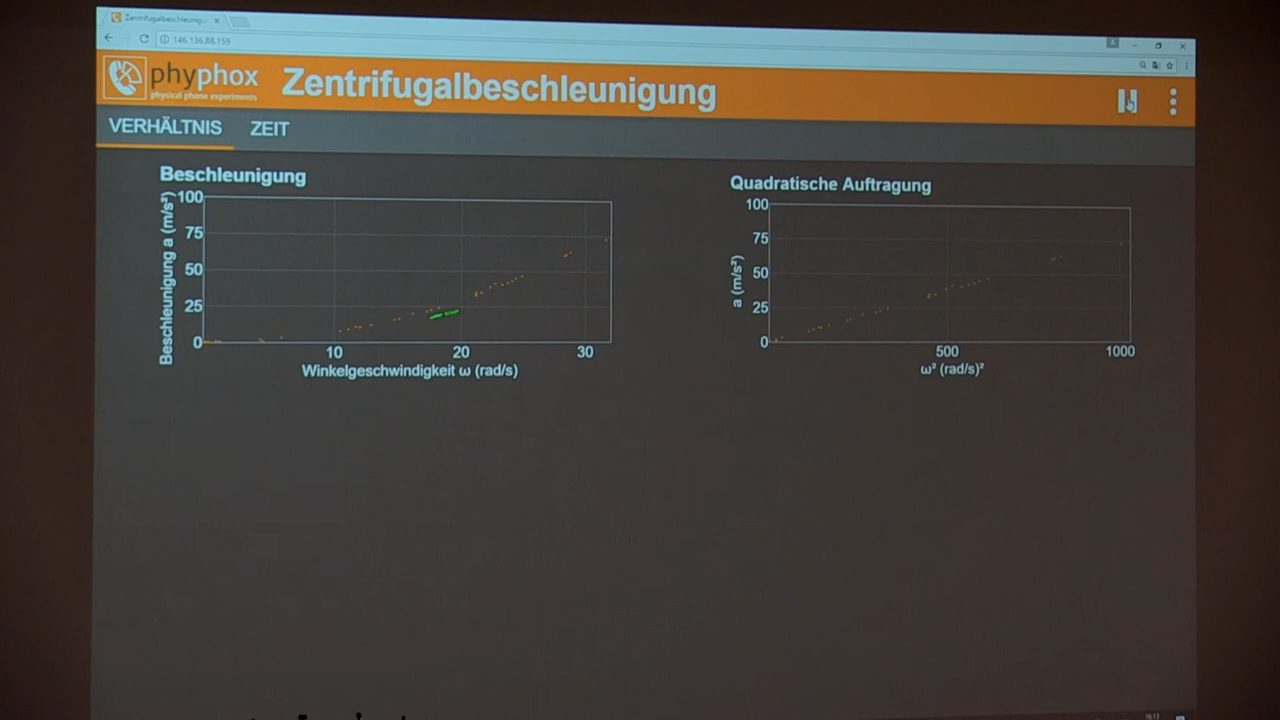 Zentrifugalbeschleunigu
146.136.88.159
phyphox
physical phone experiments
Zentrifugalbeschleunigung
VERHÄLTNIS ZEIT
Beschleunigung
Beschleunigung a (m/s²)
100
75
50
25
0
10 20 30
Winkelgeschwindigkeit ω (rad/s)
Quadratische Auftragung
a (m/s²)
100
75
50
25
0
500 1000
ω² (rad/s)²